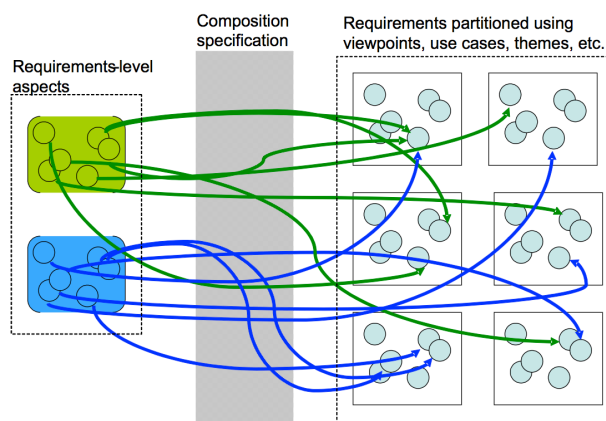 Composition
specification
Requirements partitioned using
viewpoints, use cases, themes, etc.
Requirements-level
aspects